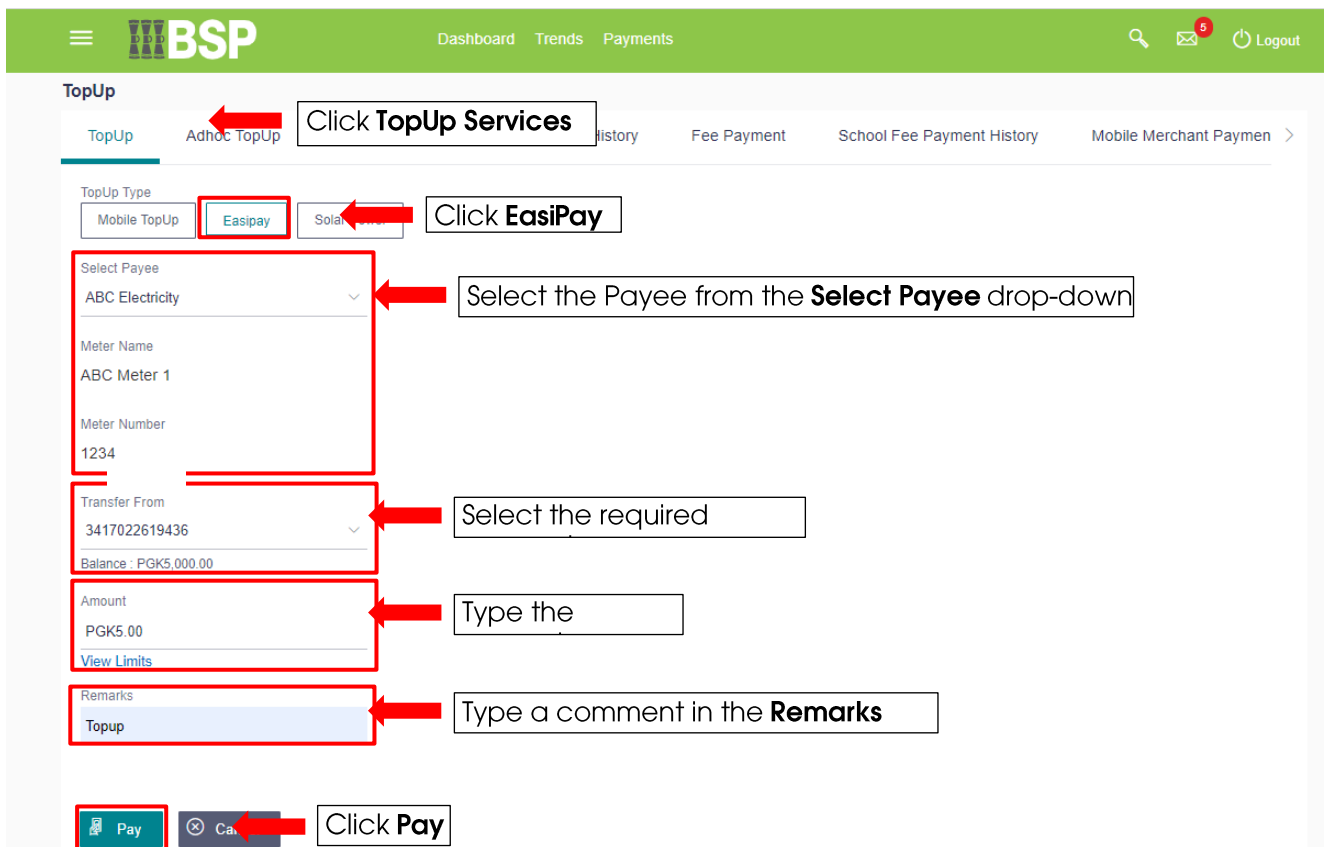 BSP
Dashboard Trends Payments 5 Logout
TopUp
Click TopUp Services
TopUp Adhoc TopUp History Fee Payment School Fee Payment History Mobile Merchant Paymen
TopUp Type
Mobile TopUp Easipay
Click EasiPay
Select Payee
ABC Electricity
Select the Payee from the Select Payee drop-down
Meter Name
ABC Meter 1
Meter Number
1234
Transfer From
3417022619436
Select the required
Balance : PGK5,000.00
Amount
PGK5.00
Type the
View Limits
Remarks
Topup
Type a comment in the Remarks
Pay
Click Pay